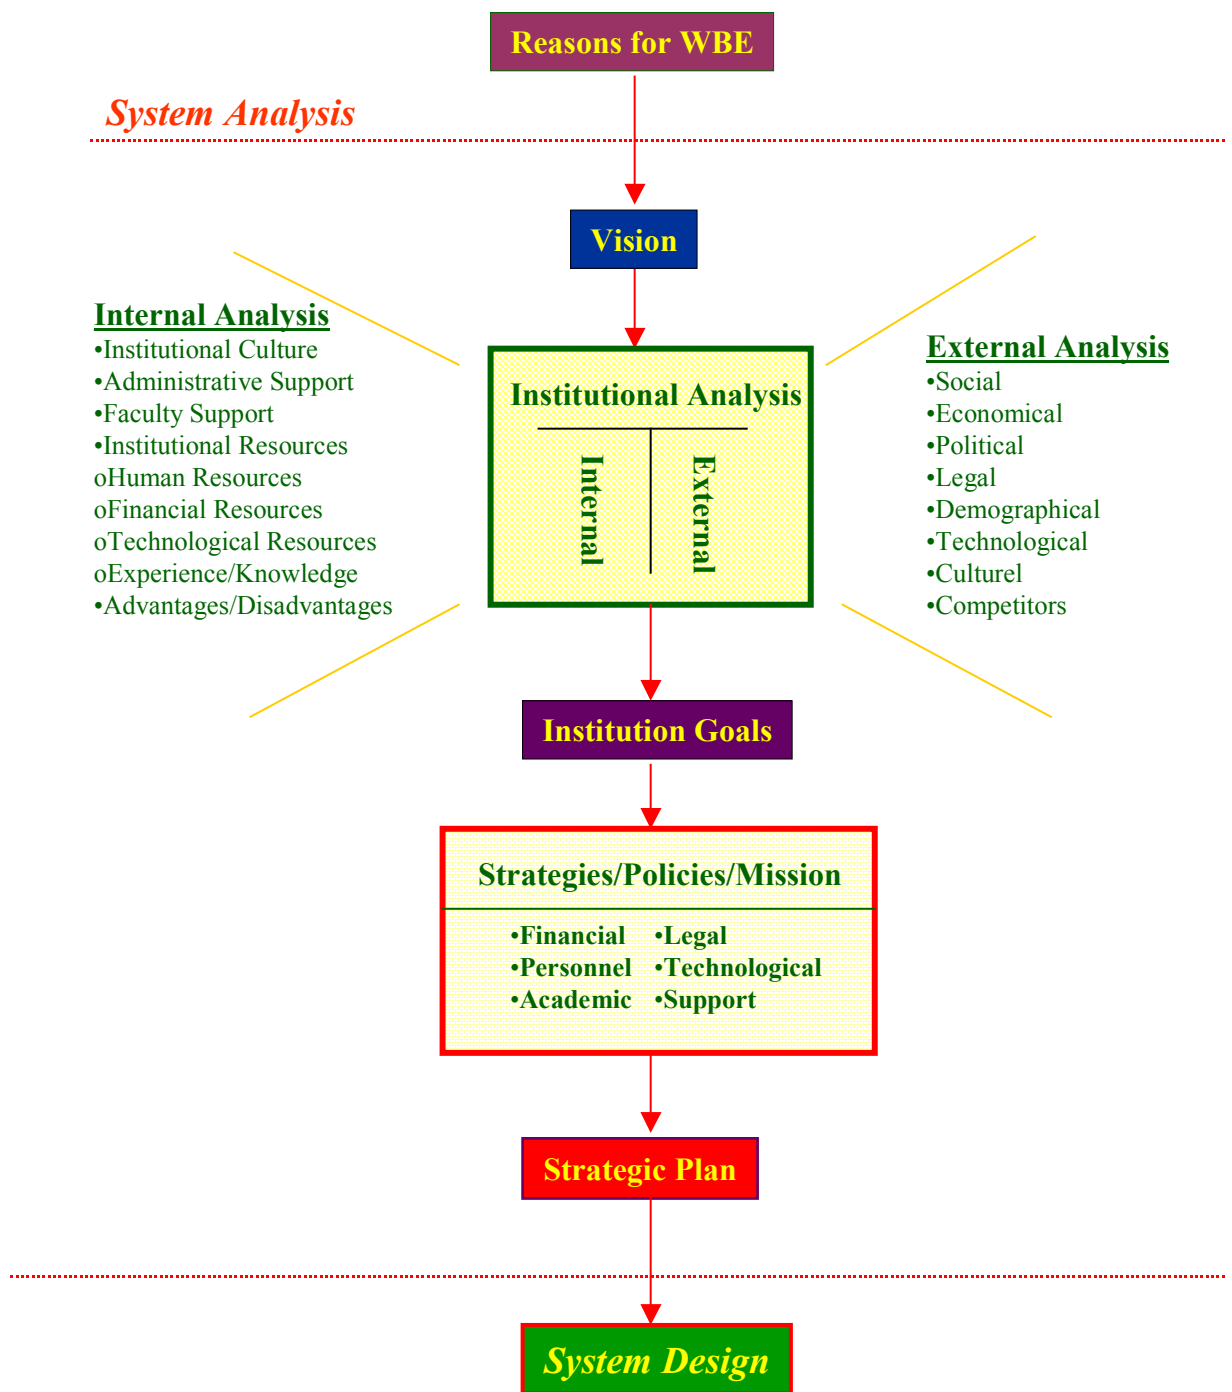 Reasons for WBE
System Analysis
Vision
Internal Analysis
•Institutional Culture
•Administrative Support
•Faculty Support
•Institutional Resources
oHuman Resources
oFinancial Resources
oTechnological Resources
oExperience/Knowledge
•Advantages/Disadvantages
Institutional Analysis
Internal
External
External Analysis
•Social
•Economical
•Political
•Legal
•Demographical
•Technological
•Culturel
•Competitors
Institution Goals
Strategies/Policies/Mission
•Financial •Legal
•Personnel •Technological
•Academic •Support
Strategic Plan
System Design